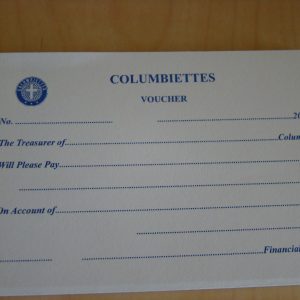 COLUMBIETTES
VOUCHER
No. 20
The Treasurer of Colum
Will Please Pay
On Account of
Financial